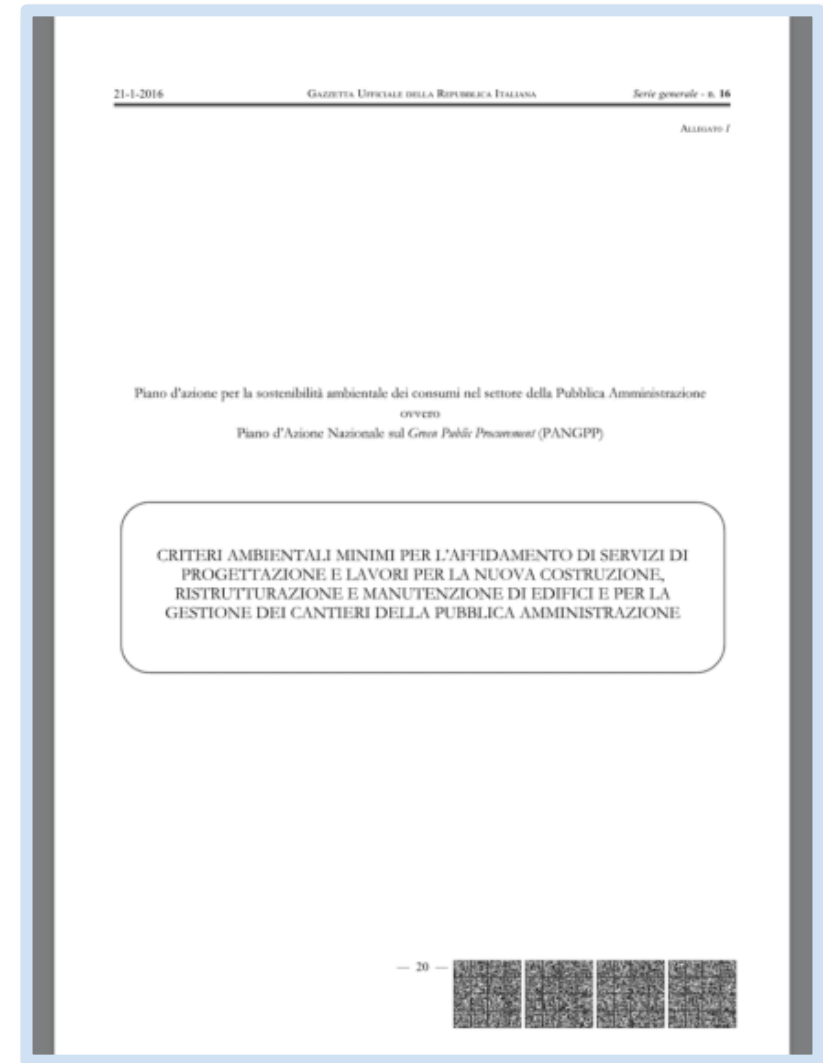 21-1-2016 GAZZETTA UFFICIALE DELLA REPUBBLICA ITALIANA Serie generale - n. 16
ALLEGATO 1
Piano d'azione per la sostenibilità ambientale dei consumi nel settore della Pubblica Amministrazione
ovvero
Piano d'Azione Nazionale sul Green Public Procurement (PANGPP)
CRITERI AMBIENTALI MINIMI PER L'AFFIDAMENTO DI SERVIZI DI
PROGETTAZIONE E LAVORI PER LA NUOVA COSTRUZIONE,
RISTRUTTURAZIONE E MANUTENZIONE DI EDIFICI E PER LA
GESTIONE DEI CANTIERI DELLA PUBBLICA AMMINISTRAZIONE
— 20 —